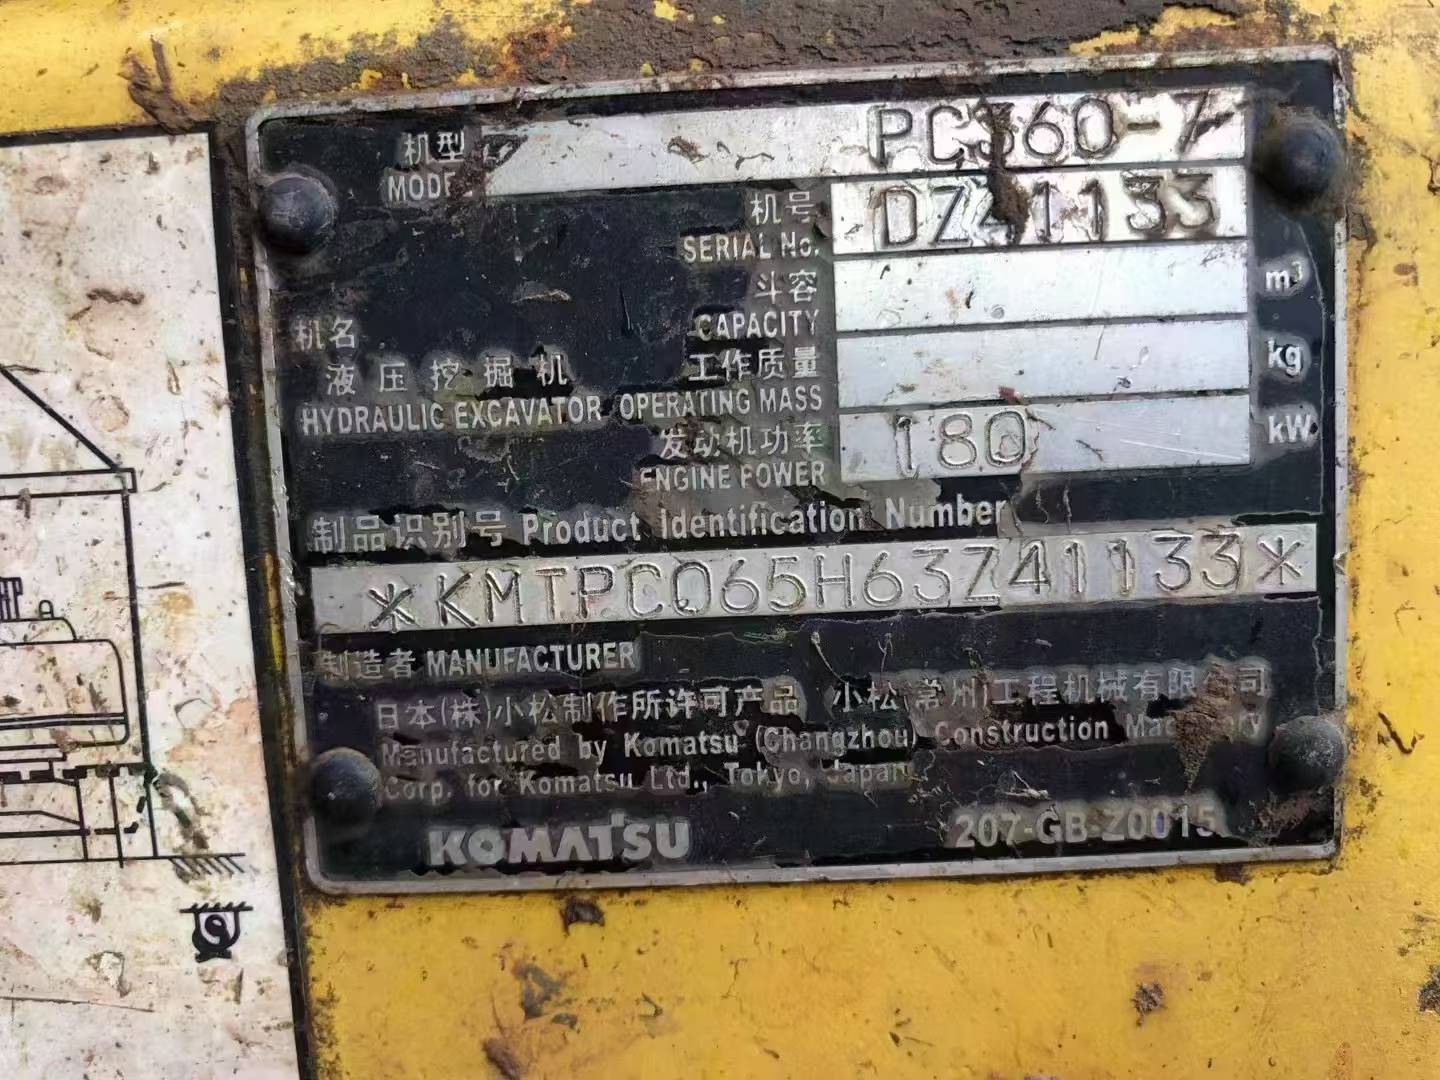 机型 PC360-7
MODEL
机号 DZ41133
SERIAL No.
斗容 m³
CAPACITY
机名
液压挖掘机
HYDRAULIC EXCAVATOR
工作质量 kg
OPERATING MASS
发动机功率 180 kW
ENGINE POWER
制品识别号 Product Identification Number
*KMTPC065H63Z41133*
制造者 MANUFACTURER
日本(株)小松制作所许可产品 小松(常州)工程机械有限公司
Manufactured by Komatsu (Changzhou) Construction Machinery
Corp. for Komatsu Ltd., Tokyo, Japan
KOMATSU 207-GB-Z0015